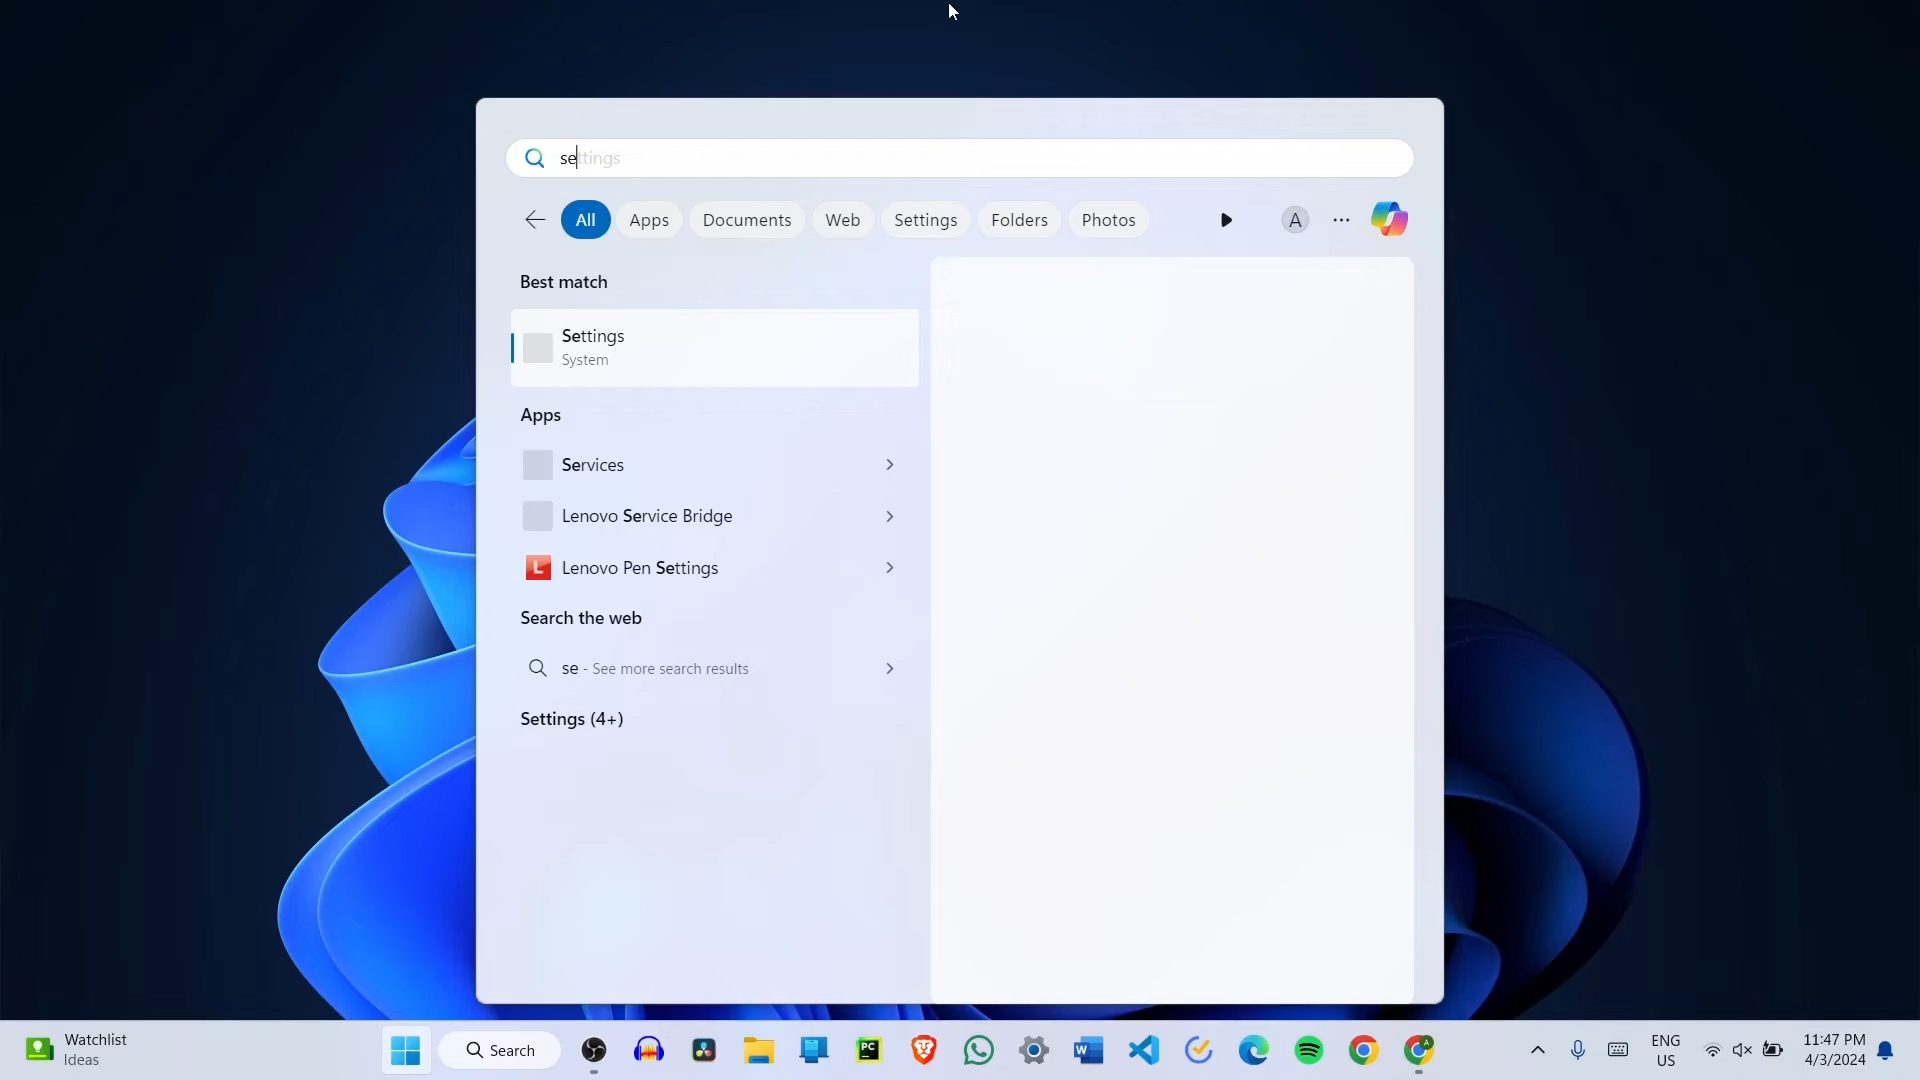 settings
All Apps Documents Web Settings Folders Photos A
Best match
Settings
System
Apps
Services
Lenovo Service Bridge
L Lenovo Pen Settings
Search the web
se - See more search results
Settings (4+)
Watchlist
Ideas
Search
PC
W
A
ENG
US
11:47 PM
4/3/2024